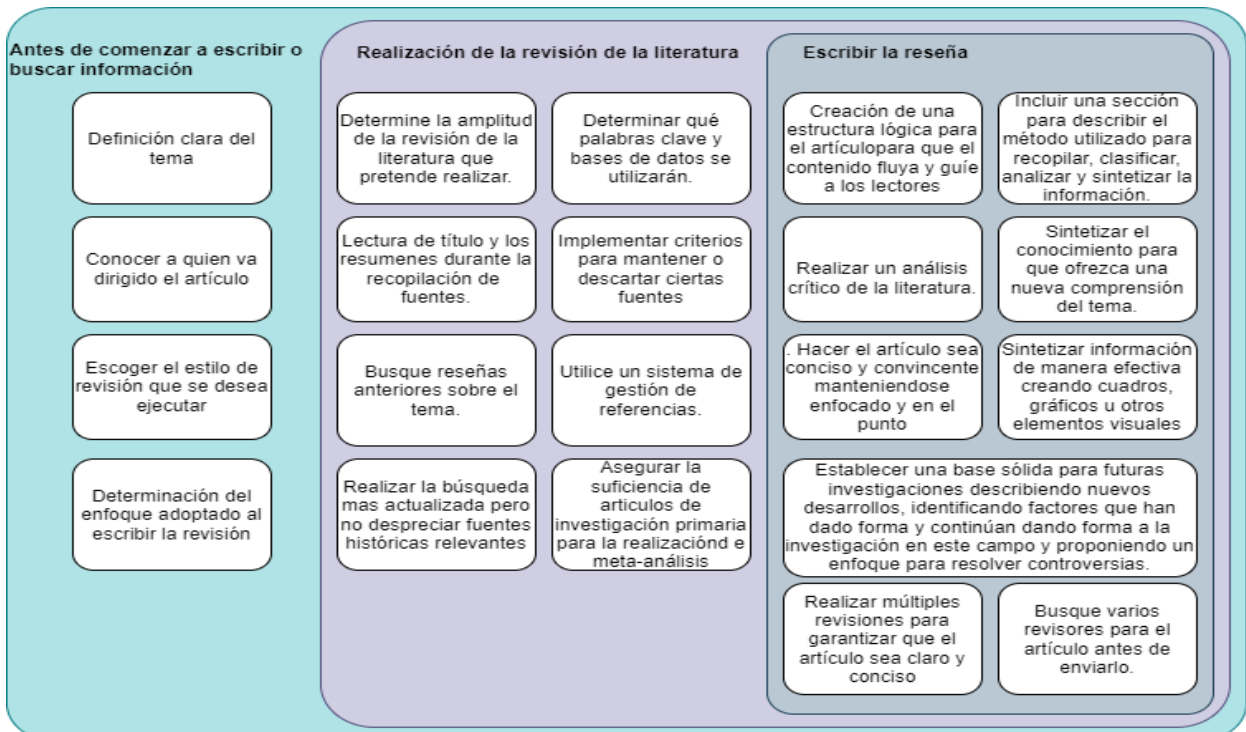 Antes de comenzar a escribir o
buscar información
Definición clara del
tema
Conocer a quien va
dirigido el artículo
Escoger el estilo de
revisión que se desea
ejecutar
Determinación del
enfoque adoptado al
escribir la revisión
Realización de la revisión de la literatura
Determine la amplitud
de la revisión de la
literatura que
pretende realizar.
Determinar qué
palabras clave y
bases de datos se
utilizarán.
Lectura de título y los
resumenes durante la
recopilación de
fuentes.
Implementar criterios
para mantener o
descartar ciertas
fuentes
Busque reseñas
anteriores sobre el
tema.
Utilice un sistema de
gestión de
referencias.
Realizar la búsqueda
mas actualizada pero
no despreciar fuentes
históricas relevantes
Asegurar la
suficiencia de
articulos de
investigación primaria
para la realizaciónd e
meta-análisis
Escribir la reseña
Creación de una
estructura lógica para
el artículopara que el
contenido fluya y guíe
a los lectores
Incluir una sección
para describir el
método utilizado para
recopilar, clasificar,
analizar y sintetizar la
información.
Realizar un análisis
crítico de la literatura.
Sintetizar el
conocimiento para
que ofrezca una
nueva comprensión
del tema.
. Hacer el artículo sea
conciso y convincente
manteniendose
enfocado y en el
punto
Sintetizar información
de manera efectiva
creando cuadros,
gráficos u otros
elementos visuales
Establecer una base sólida para futuras
investigaciones describiendo nuevos
desarrollos, identificando factores que han
dado forma y continúan dando forma a la
investigación en este campo y proponiendo un
enfoque para resolver controversias.
Realizar múltiples
revisiones para
garantizar que el
artículo sea claro y
conciso
Busque varios
revisores para el
artículo antes de
enviarlo.